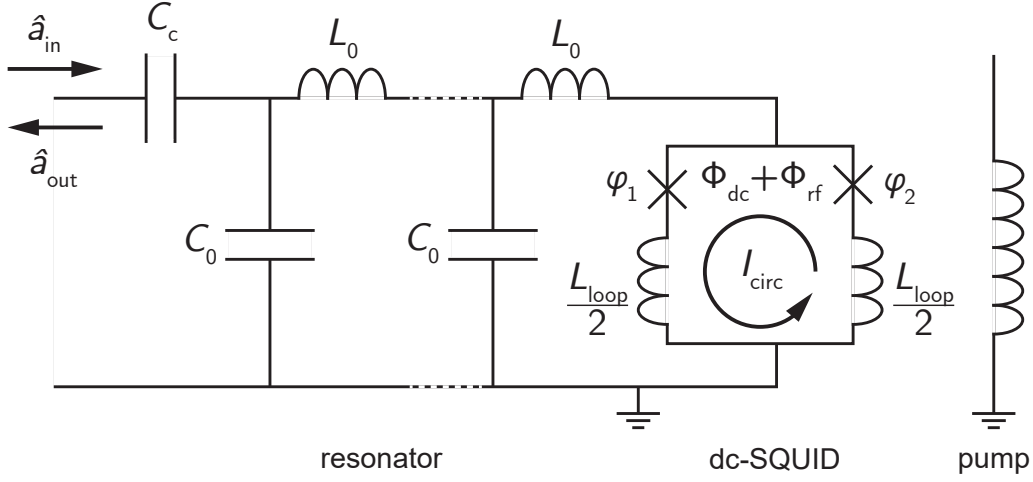 C_c
â_in
L_0
L_0
â_out
φ_1
Φ_dc+Φ_rf
φ_2
C_0
C_0
I_circ
L_loop/2
L_loop/2
resonator
dc-SQUID
pump